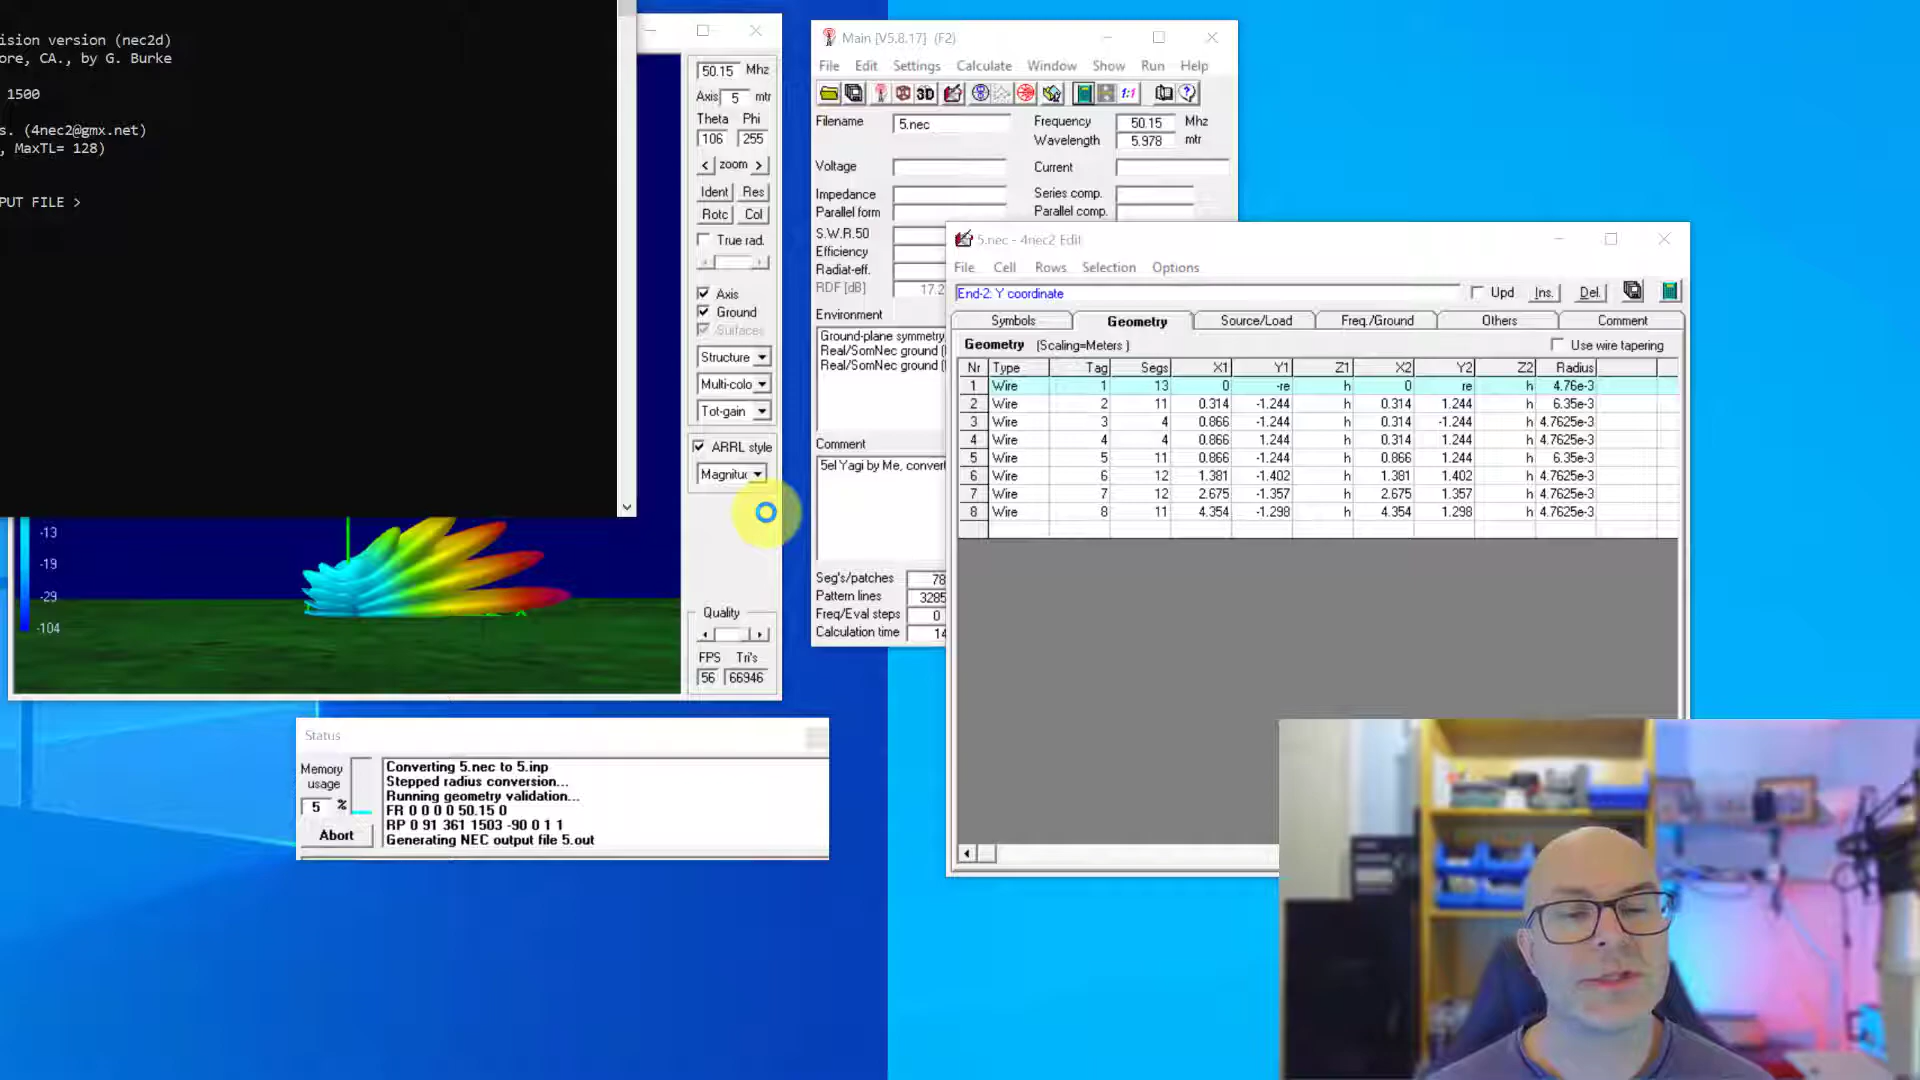 ision version (nec2d)
ore, CA., by G. Burke
1500
s. (4nec2@gmx.net)
, MaxTL= 128)
PUT FILE >
50.15 Mhz
Axis 5 mtr
Theta Phi
106 255
< zoom >
Ident Res
Rotc Col
True rad.
Axis
Ground
Surfaces
Structure
Multi-colo
Tot-gain
ARRL style
Magnitu
Quality
FPS Tri's
56 66946
-13
-19
-29
-104
Main [V5.8.17] (F2)
File Edit Settings Calculate Window Show Run Help
3D 1:1
Filename 5.nec Frequency 50.15 Mhz
Wavelength 5.978 mtr
Voltage Current
Impedance Series comp.
Parallel form Parallel comp.
S.W.R.50
Efficiency
Radiat-eff.
RDF [dB] 17.2
Environment
Ground-plane symmetry
Real/SomNec ground (
Real/SomNec ground (
Comment
5el Yagi by Me, convert
Seg's/patches 78
Pattern lines 3285
Freq/Eval steps 0
Calculation time 14
5.nec - 4nec2 Edit
File Cell Rows Selection Options
End-2: Y coordinate Upd Ins. Del.
Symbols Geometry Source/Load Freq./Ground Others Comment
Geometry (Scaling=Meters ) Use wire tapering
Nr Type Tag Segs X1 Y1 Z1 X2 Y2 Z2 Radius
1 Wire 1 13 0 -re h 0 re h 4.76e-3
2 Wire 2 11 0.314 -1.244 h 0.314 1.244 h 6.35e-3
3 Wire 3 4 0.866 -1.244 h 0.314 -1.244 h 4.7625e-3
4 Wire 4 4 0.866 1.244 h 0.314 1.244 h 4.7625e-3
5 Wire 5 11 0.866 -1.244 h 0.866 1.244 h 6.35e-3
6 Wire 6 12 1.381 -1.402 h 1.381 1.402 h 4.7625e-3
7 Wire 7 12 2.675 -1.357 h 2.675 1.357 h 4.7625e-3
8 Wire 8 11 4.354 -1.298 h 4.354 1.298 h 4.7625e-3
Status
Memory
usage
5 %
Abort
Converting 5.nec to 5.inp
Stepped radius conversion...
Running geometry validation...
FR 0 0 0 0 50.15 0
RP 0 91 361 1503 -90 0 1 1
Generating NEC output file 5.out